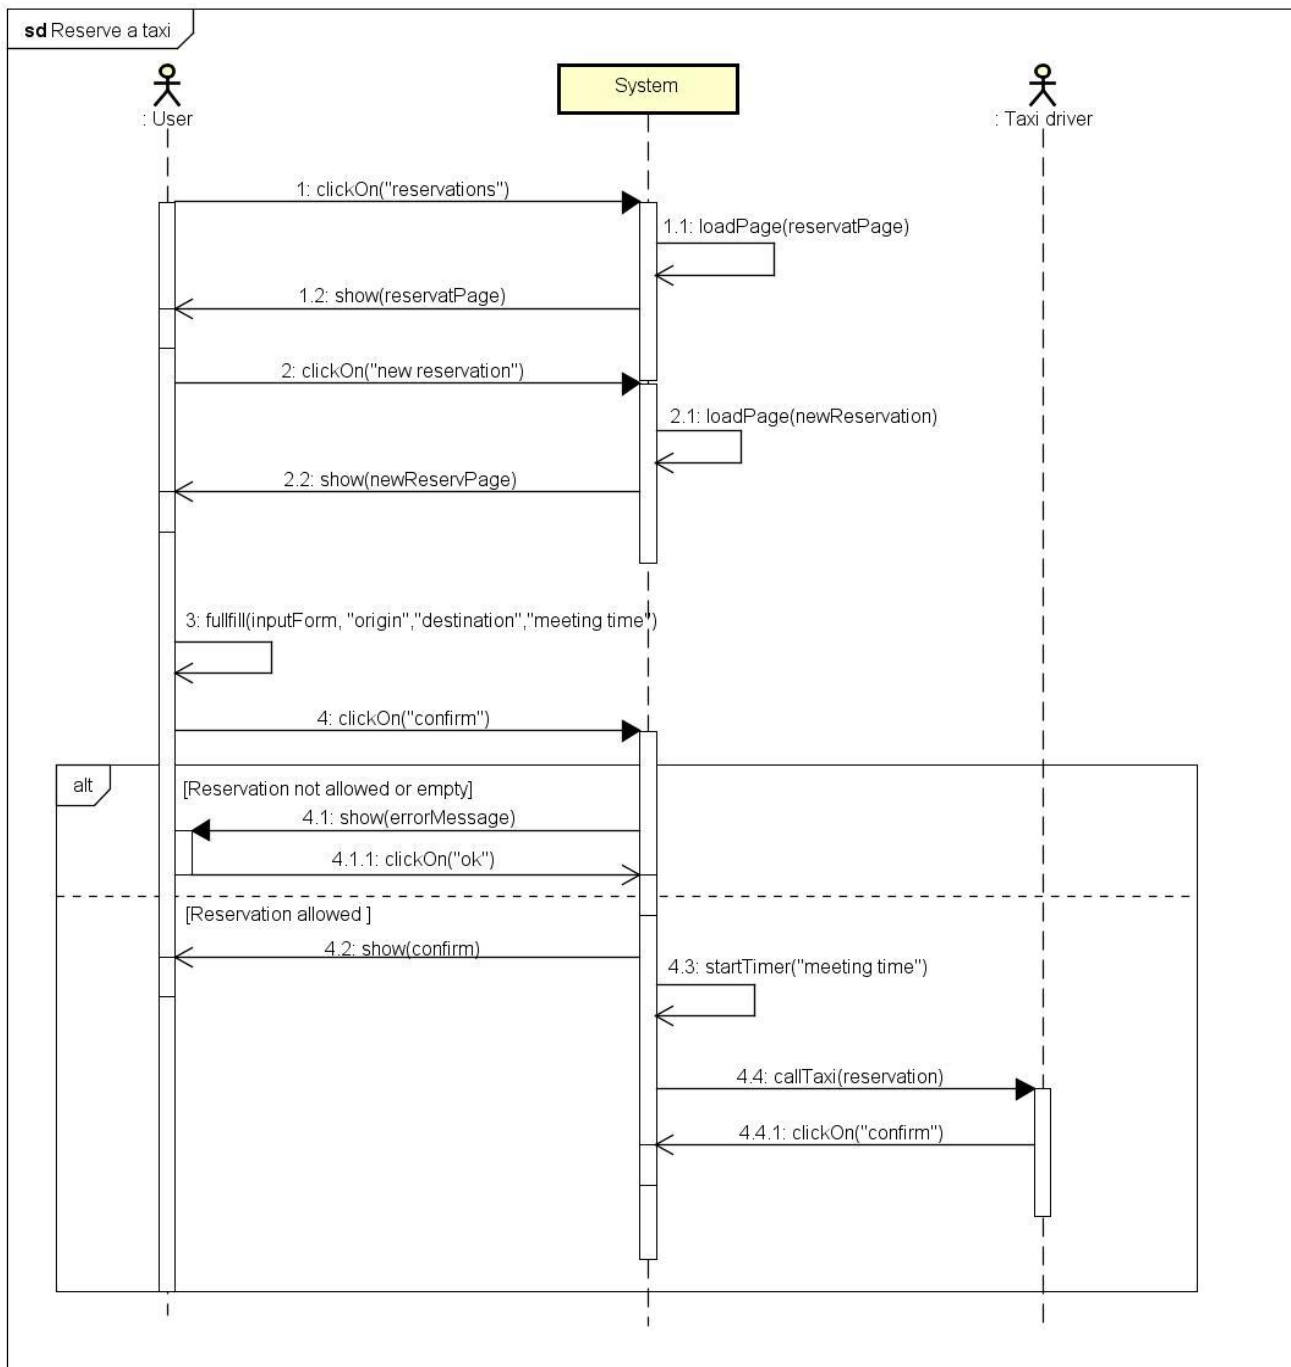 sd Reserve a taxi
: User
System
: Taxi driver
1: clickOn("reservations")
1.1: loadPage(reservatPage)
1.2: show(reservatPage)
2: clickOn("new reservation")
2.1: loadPage(newReservation)
2.2: show(newReservPage)
3: fullfill(inputForm, "origin","destination","meeting time")
4: clickOn("confirm")
alt
[Reservation not allowed or empty]
4.1: show(errorMessage)
4.1.1: clickOn("ok")
[Reservation allowed ]
4.2: show(confirm)
4.3: startTimer("meeting time")
4.4: callTaxi(reservation)
4.4.1: clickOn("confirm")